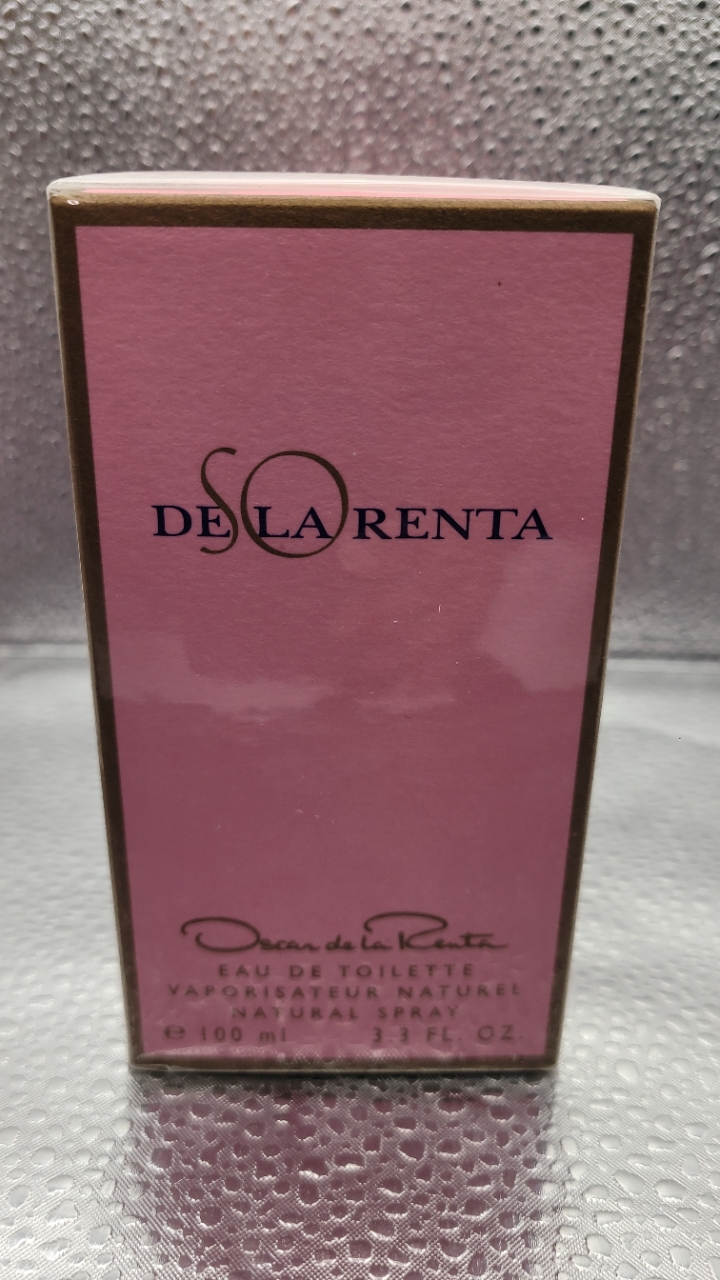 SO
DE LA RENTA
Oscar de la Renta
EAU DE TOILETTE
VAPORISATEUR NATUREL
NATURAL SPRAY
℮ 100 ml 3.3 FL. OZ.